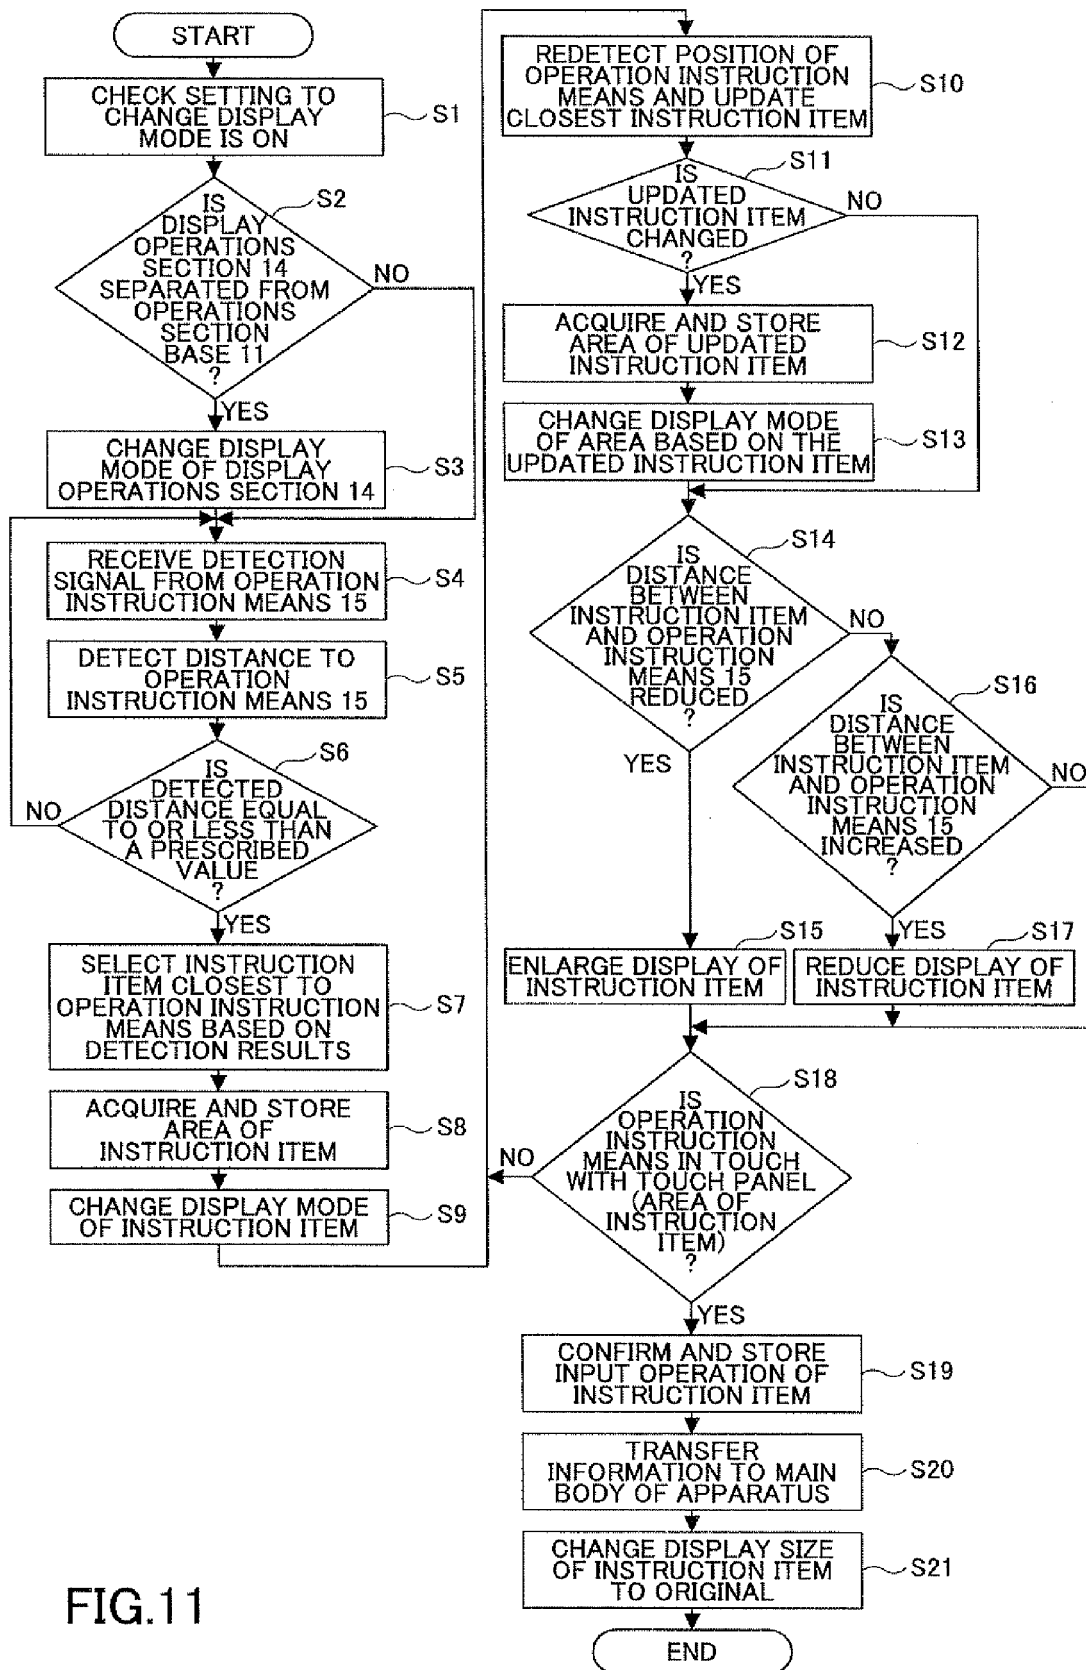 START
CHECK SETTING TO
CHANGE DISPLAY
MODE IS ON
S1
IS
DISPLAY
OPERATIONS
SECTION 14
SEPARATED FROM
OPERATIONS
SECTION
BASE 11
?
S2
NO
YES
CHANGE DISPLAY
MODE OF DISPLAY
OPERATIONS SECTION 14
S3
RECEIVE DETECTION
SIGNAL FROM OPERATION
INSTRUCTION MEANS 15
S4
DETECT DISTANCE TO
OPERATION
INSTRUCTION MEANS 15
S5
IS
DETECTED
DISTANCE EQUAL
TO OR LESS THAN
A PRESCRIBED
VALUE
?
S6
NO
YES
SELECT INSTRUCTION
ITEM CLOSEST TO
OPERATION INSTRUCTION
MEANS BASED ON
DETECTION RESULTS
S7
ACQUIRE AND STORE
AREA OF
INSTRUCTION ITEM
S8
CHANGE DISPLAY MODE
OF INSTRUCTION ITEM
S9
REDETECT POSITION OF
OPERATION INSTRUCTION
MEANS AND UPDATE
CLOSEST INSTRUCTION ITEM
S10
IS
UPDATED
INSTRUCTION ITEM
CHANGED
?
S11
NO
YES
ACQUIRE AND STORE
AREA OF UPDATED
INSTRUCTION ITEM
S12
CHANGE DISPLAY MODE
OF AREA BASED ON THE
UPDATED INSTRUCTION ITEM
S13
IS
DISTANCE
BETWEEN
INSTRUCTION ITEM
AND OPERATION
INSTRUCTION
MEANS 15
REDUCED
?
S14
NO
YES
IS
DISTANCE
BETWEEN
INSTRUCTION ITEM
AND OPERATION
INSTRUCTION
MEANS 15
INCREASED
?
S16
NO
YES
ENLARGE DISPLAY OF
INSTRUCTION ITEM
S15
REDUCE DISPLAY OF
INSTRUCTION ITEM
S17
IS
OPERATION
INSTRUCTION
MEANS IN TOUCH
WITH TOUCH PANEL
(AREA OF
INSTRUCTION
ITEM)
?
S18
NO
YES
CONFIRM AND STORE
INPUT OPERATION OF
INSTRUCTION ITEM
S19
TRANSFER
INFORMATION TO MAIN
BODY OF APPARATUS
S20
CHANGE DISPLAY SIZE
OF INSTRUCTION ITEM
TO ORIGINAL
S21
END
FIG.11